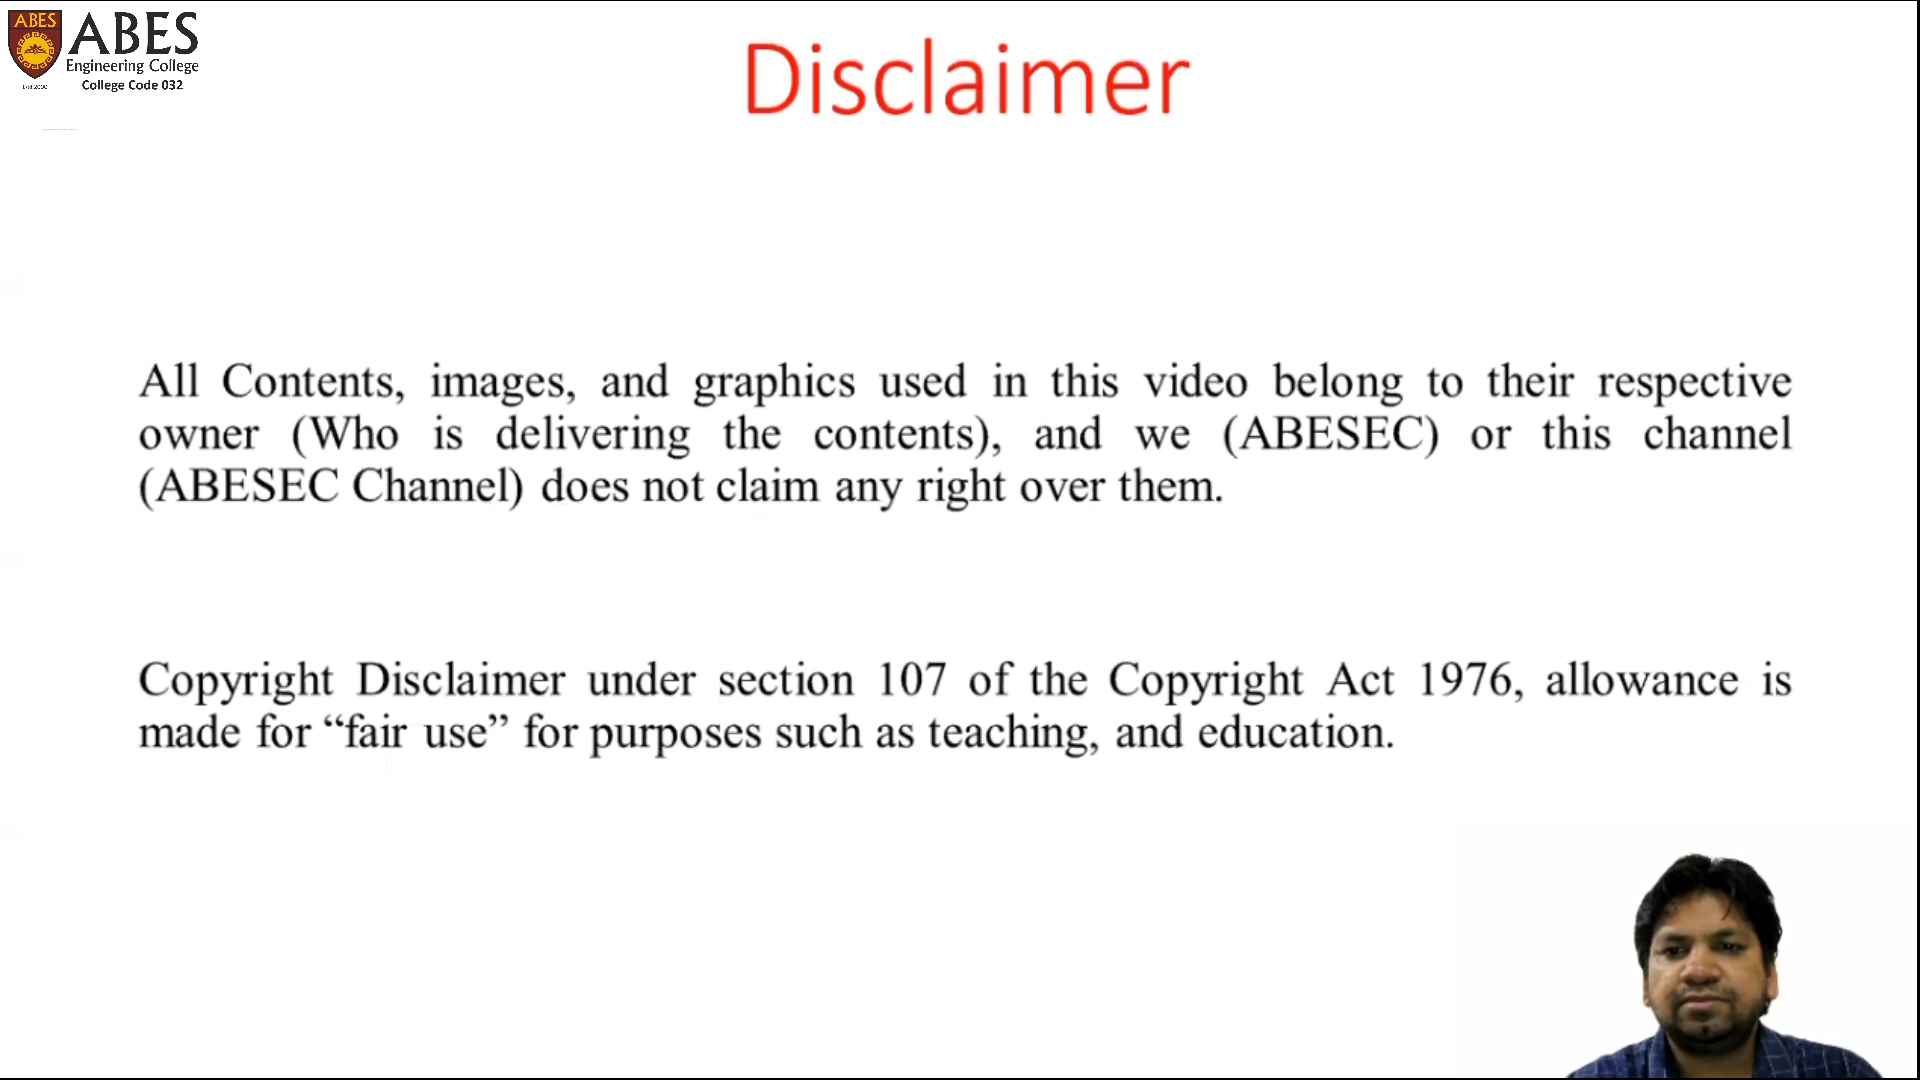 ABES
ABES
Engineering College
College Code 032
Disclaimer
All Contents, images, and graphics used in this video belong to their respective
owner (Who is delivering the contents), and we (ABESEC) or this channel
(ABESEC Channel) does not claim any right over them.
Copyright Disclaimer under section 107 of the Copyright Act 1976, allowance is
made for “fair use” for purposes such as teaching, and education.